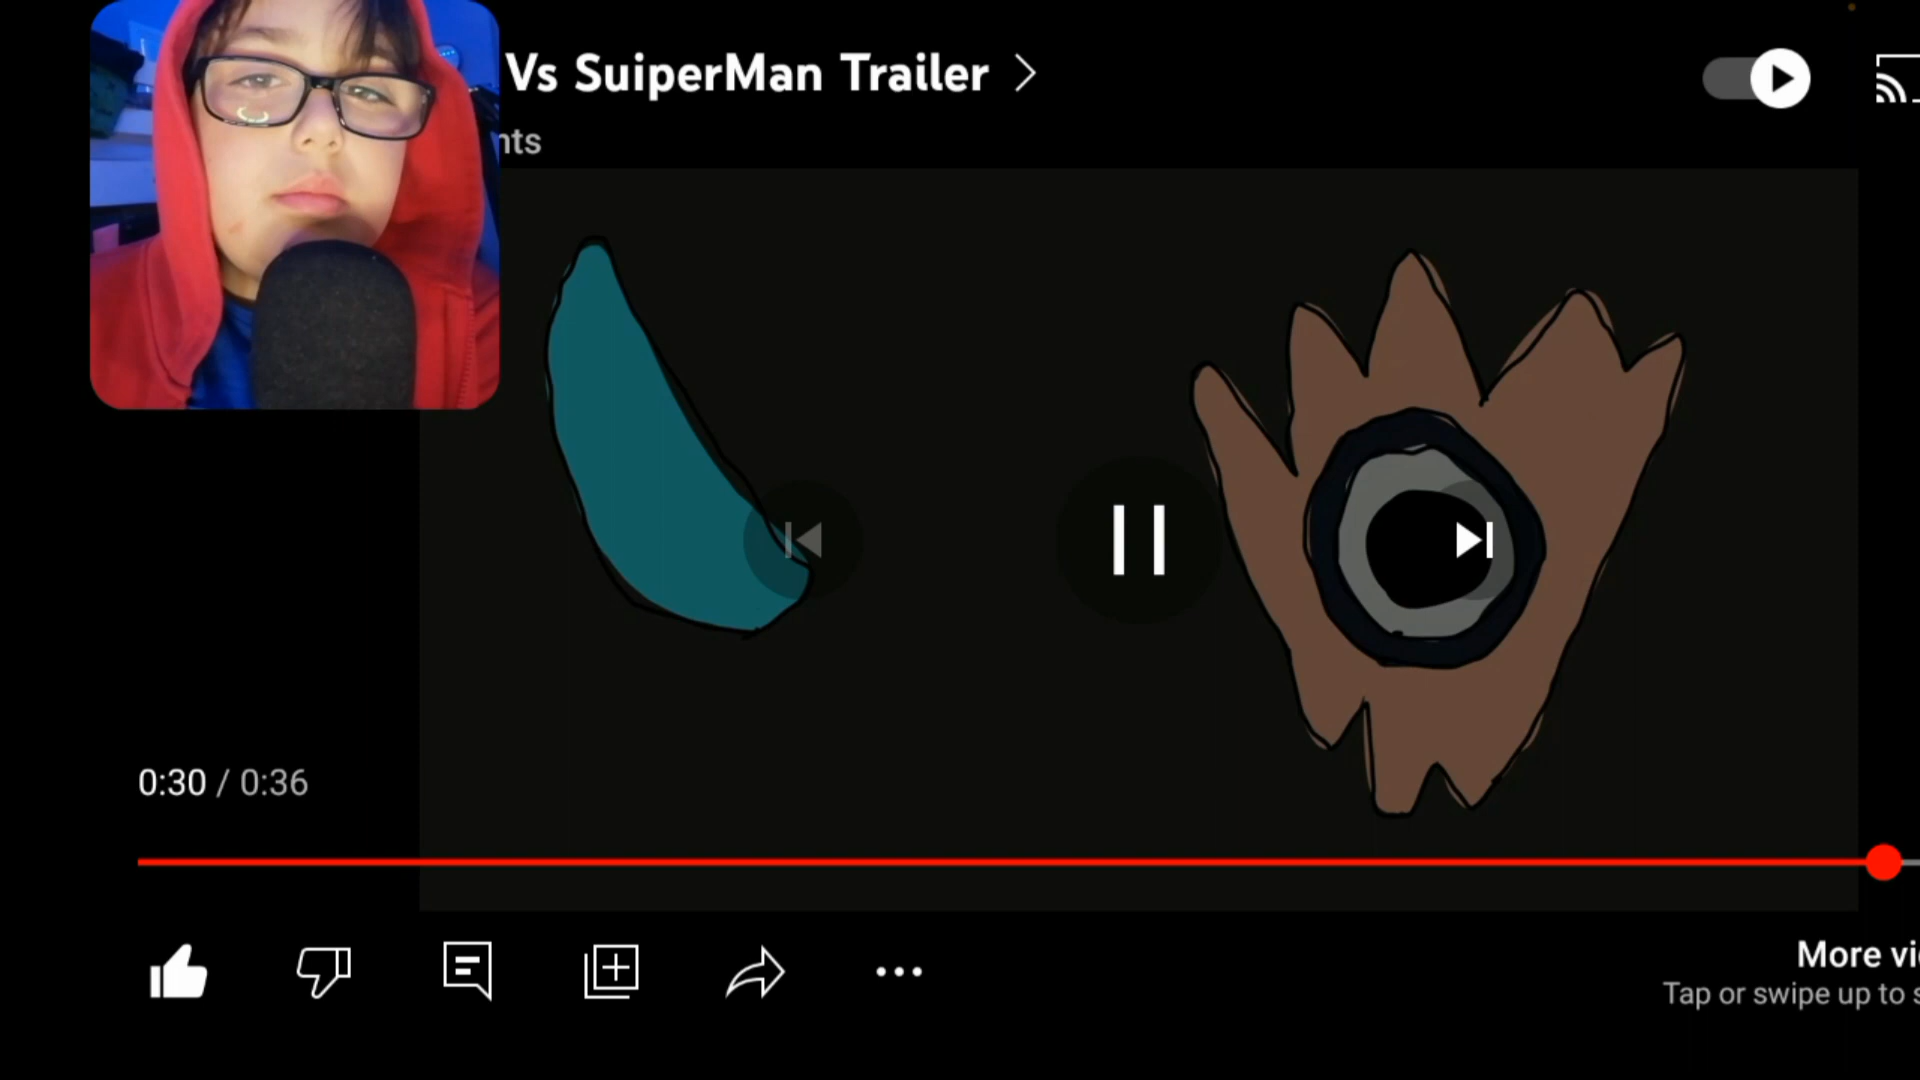 Vs SuiperMan Trailer
nts
0:30 / 0:36
More vi
Tap or swipe up to s